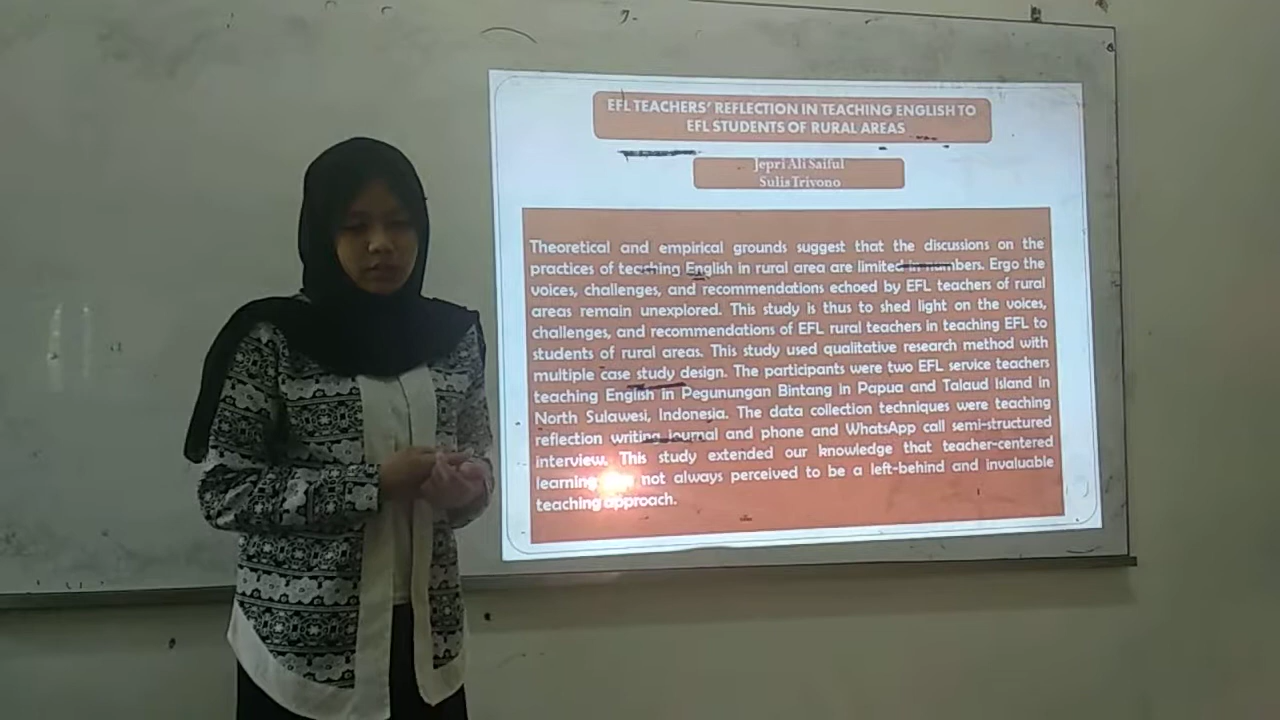 EFL TEACHERS' REFLECTION IN TEACHING ENGLISH TO
EFL STUDENTS OF RURAL AREAS
Jepri Ali Saiful
Sulis Triyono
Theoretical and empirical grounds suggest that the discussions on the
practices of teaching English in rural area are limited in numbers. Ergo the
voices, challenges, and recommendations echoed by EFL teachers of rural
areas remain unexplored. This study is thus to shed light on the voices,
challenges, and recommendations of EFL rural teachers in teaching EFL to
students of rural areas. This study used qualitative research method with
multiple case study design. The participants were two EFL service teachers
teaching English in Pegunungan Bintang in Papua and Talaud Island in
North Sulawesi, Indonesia. The data collection techniques were teaching
reflection writing journal and phone and WhatsApp call semi-structured
interview. This study extended our knowledge that teacher-centered
learning not always perceived to be a left-behind and invaluable
teaching approach.